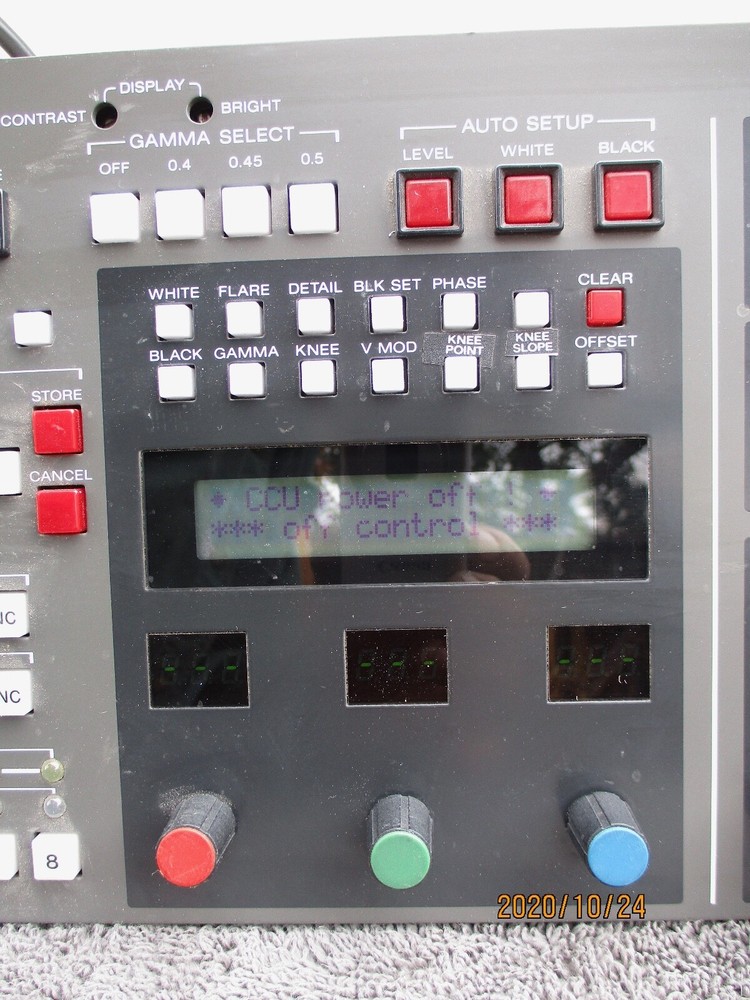 DISPLAY
CONTRAST BRIGHT
GAMMA SELECT
OFF 0.4 0.45 0.5
AUTO SETUP
LEVEL WHITE BLACK
WHITE FLARE DETAIL BLK SET PHASE CLEAR
BLACK GAMMA KNEE V MOD KNEE POINT KNEE SLOPE OFFSET
STORE
CANCEL
* CCU power off ! *
*** off control ***
--- --- ---
NC
NC
8
2020/10/24